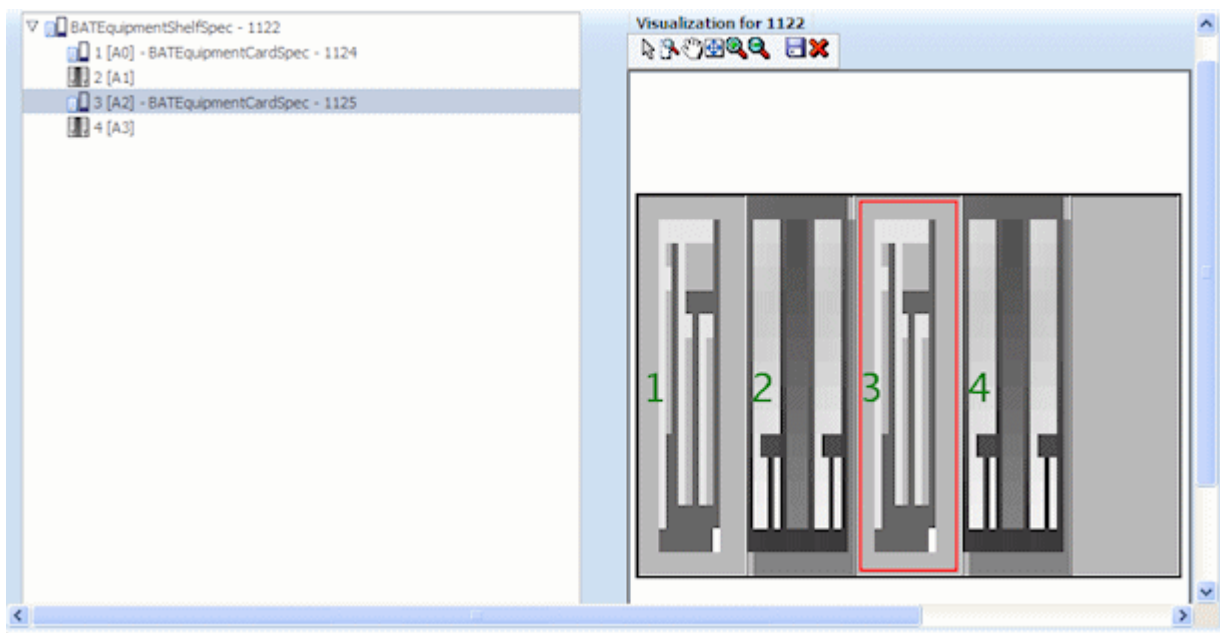 BATEquipmentShelfSpec - 1122
1 [A0] - BATEquipmentCardSpec - 1124
2 [A1]
3 [A2] - BATEquipmentCardSpec - 1125
4 [A3]
Visualization for 1122
1 2 3 4